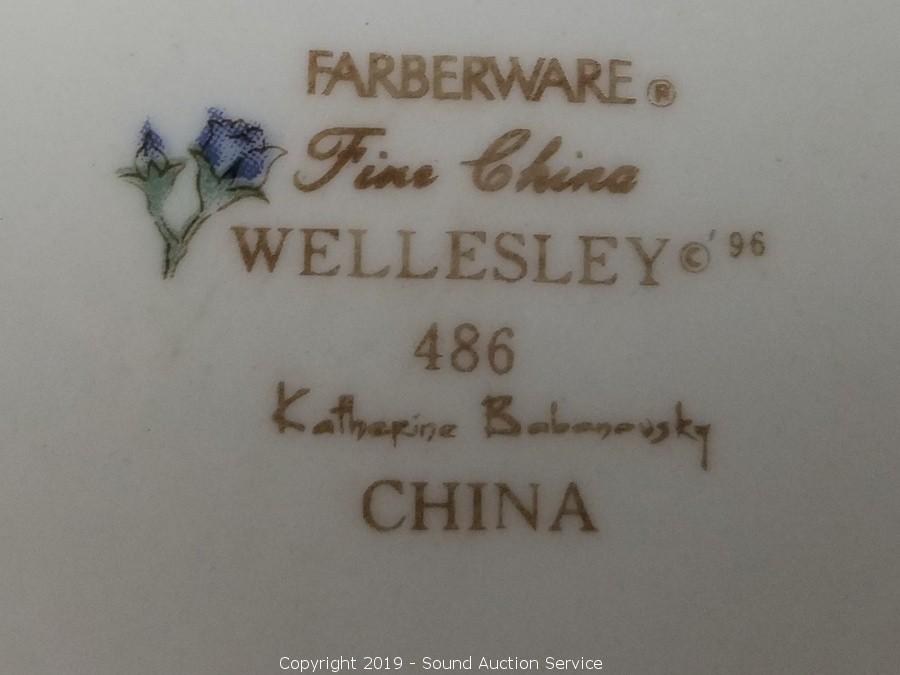 FARBERWARE®
Fine China
WELLESLEY ©'96
486
Katherine Babanovsky
CHINA
Copyright 2019 - Sound Auction Service